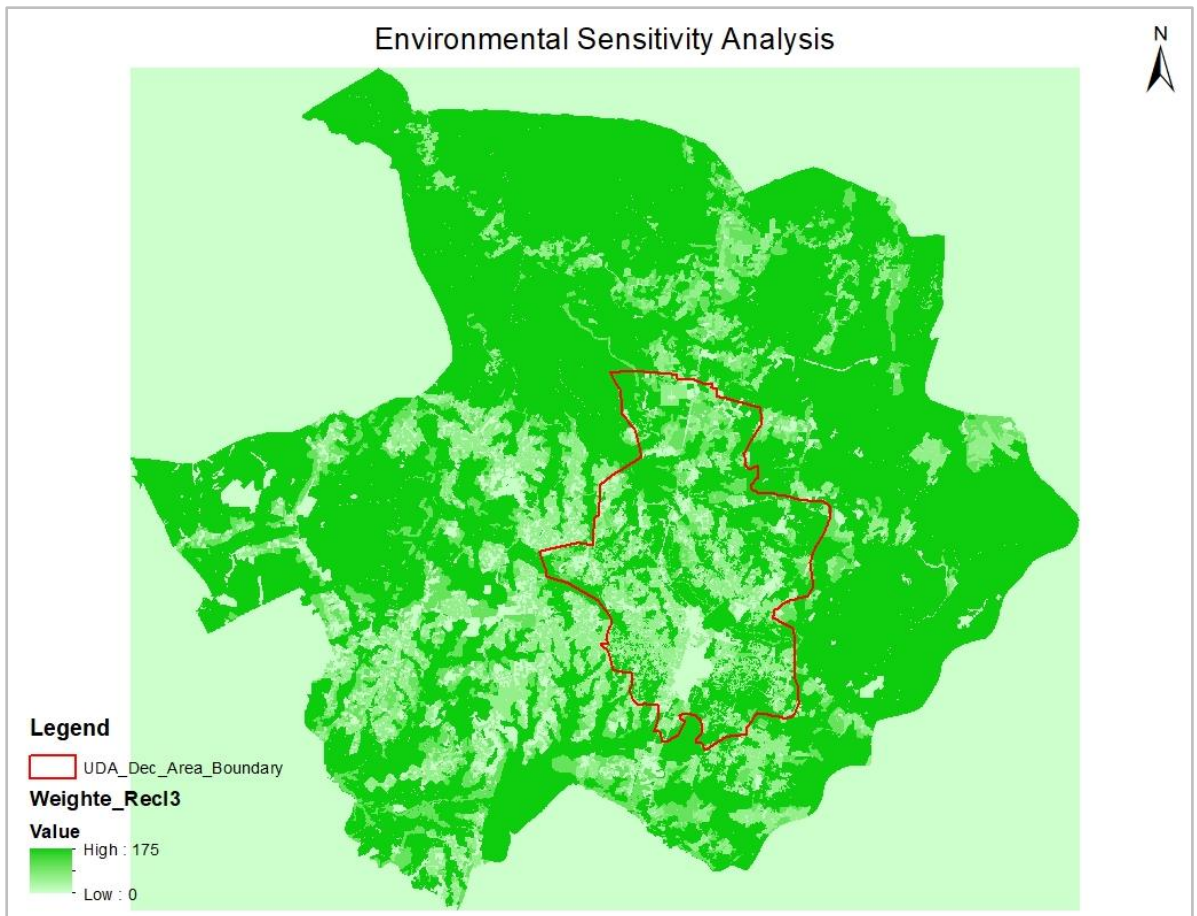 Environmental Sensitivity Analysis
N
Legend
UDA_Dec_Area_Boundary
Weighte_Recl3
Value
High : 175
Low : 0